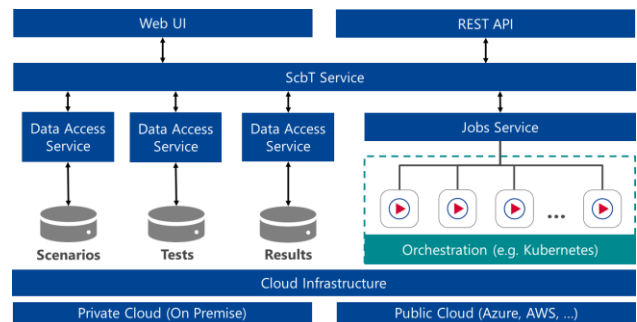 Web UI
REST API
ScbT Service
Data Access
Service
Data Access
Service
Data Access
Service
Jobs Service
...
Scenarios
Tests
Results
Orchestration (e.g. Kubernetes)
Cloud Infrastructure
Private Cloud (On Premise)
Public Cloud (Azure, AWS, ...)